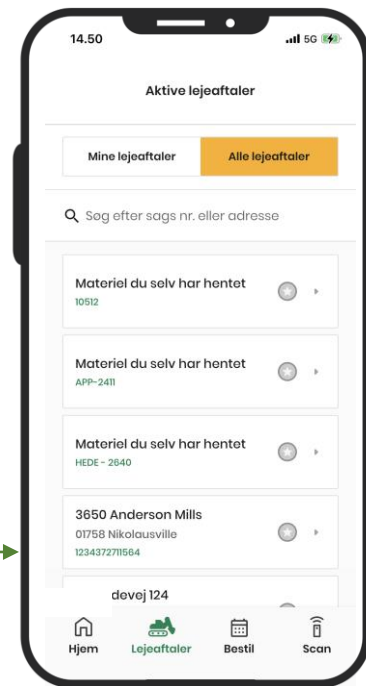 14.50
5G
Aktive lejeaftaler
Mine lejeaftaler
Alle lejeaftaler
Søg efter sags nr. eller adresse
Materiel du selv har hentet
10512
Materiel du selv har hentet
APP-2411
Materiel du selv har hentet
HEDE - 2640
3650 Anderson Mills
01758 Nikolausville
1234372711564
devej 124
Hjem
Lejeaftaler
Bestil
Scan